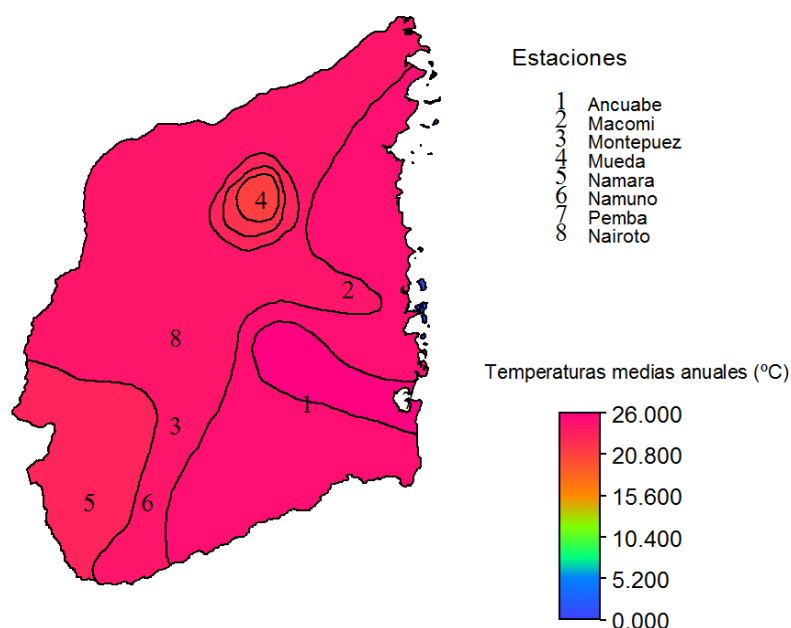 Estaciones
1 Ancuabe
2 Macomi
3 Montepuez
4 Mueda
5 Namara
6 Namuno
7 Pemba
8 Nairoto
4
2
8
1
3
5
6
Temperaturas medias anuales (ºC)
26.000
20.800
15.600
10.400
5.200
0.000